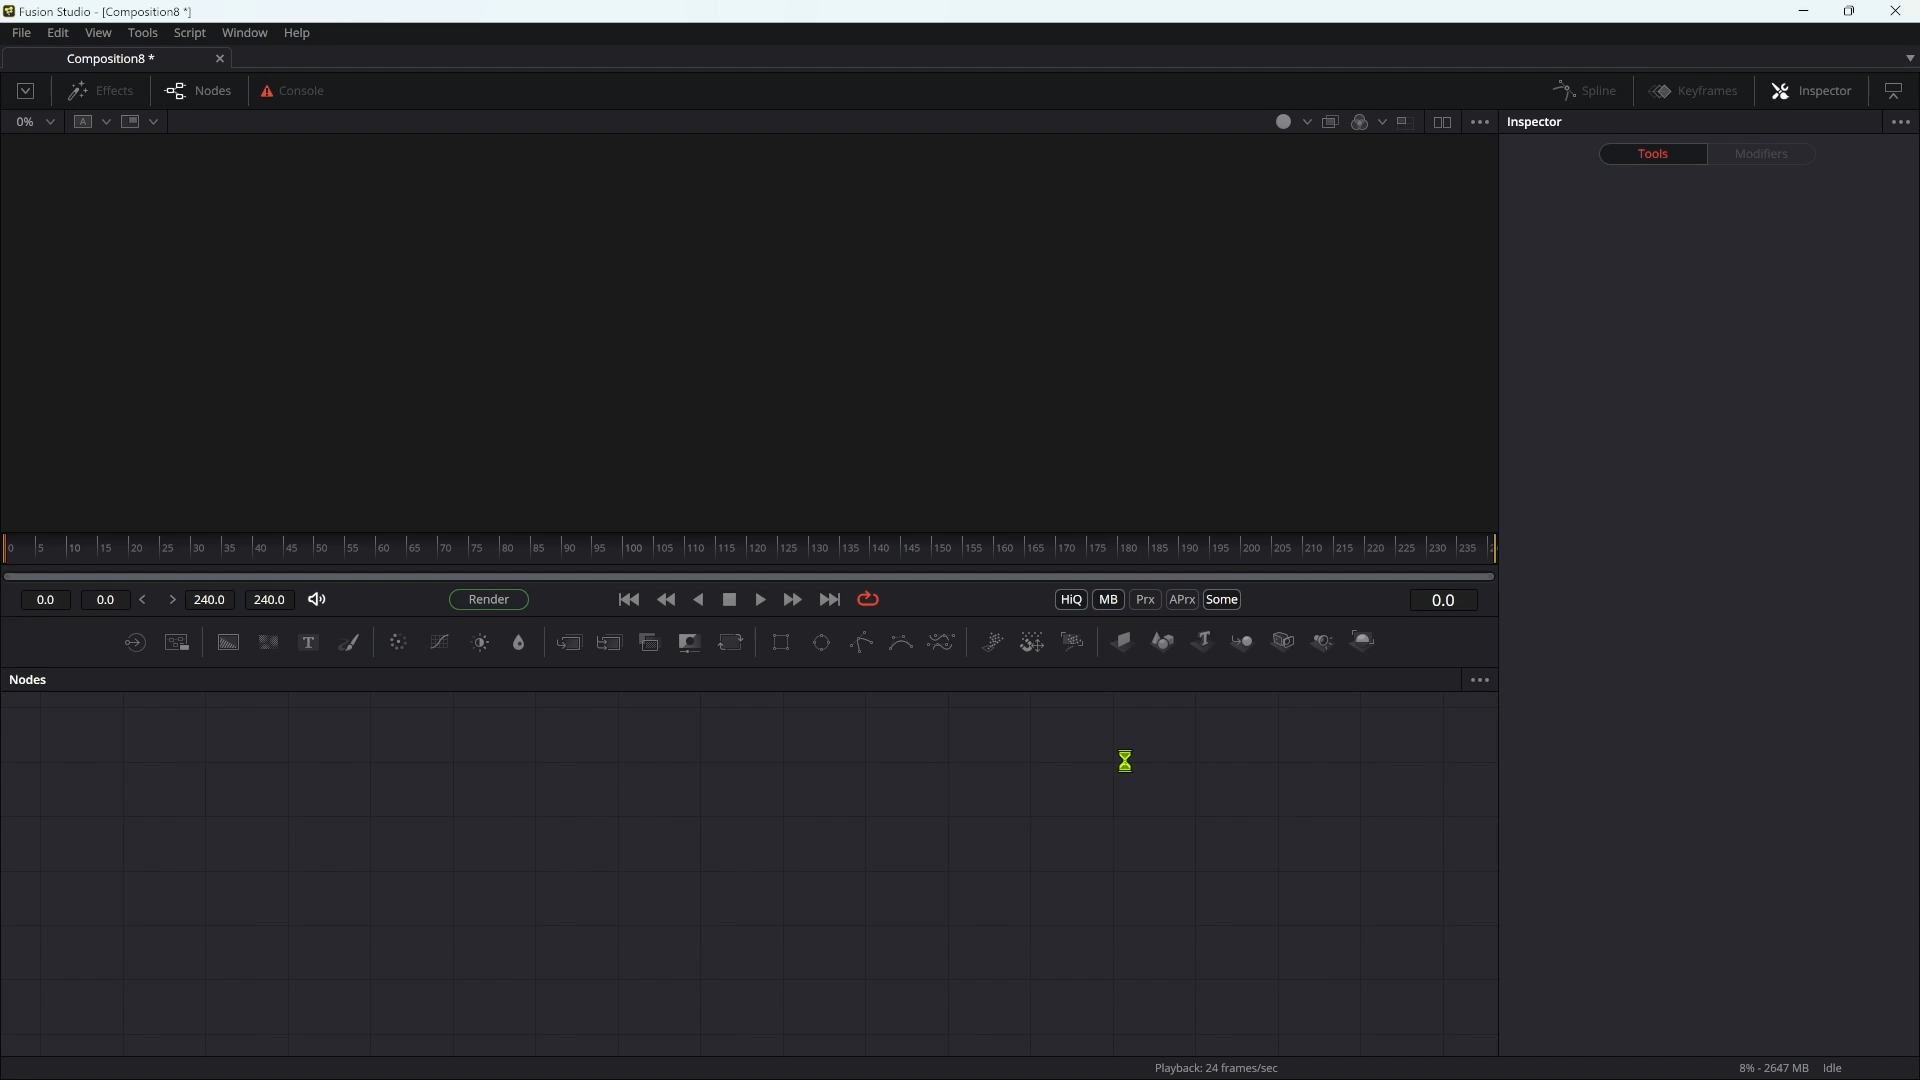 Fusion Studio - [Composition8 *]
File Edit View Tools Script Window Help
Composition8 *
Effects Nodes Console Spline Keyframes Inspector
0% A Inspector
Tools Modifiers
0 5 10 15 20 25 30 35 40 45 50 55 60 65 70 75 80 85 90 95 100 105 110 115 120 125 130 135 140 145 150 155 160 165 170 175 180 185 190 195 200 205 210 215 220 225 230 235
0.0 0.0 < > 240.0 240.0 Render HiQ MB Prx APrx Some 0.0
T T
Nodes
Playback: 24 frames/sec 8% - 2647 MB Idle